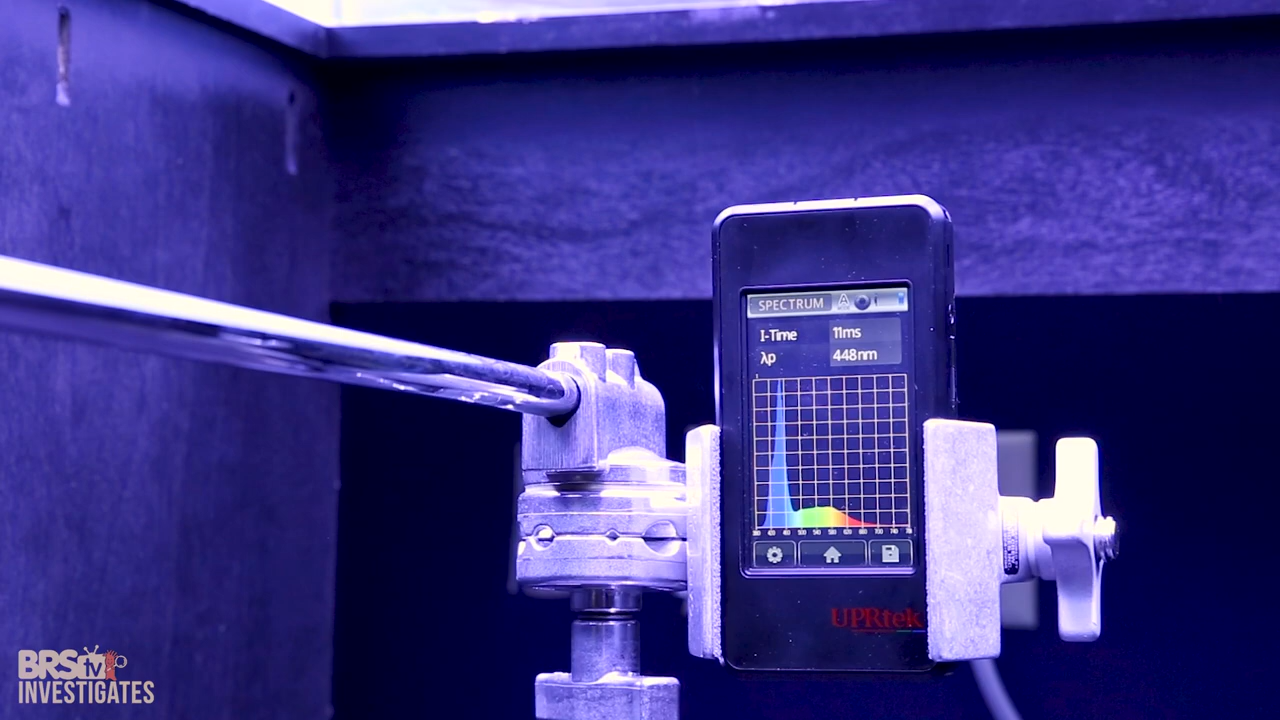 SPECTRUM A
I-Time 11ms
λp 448nm
UPRtek
BRStv
INVESTIGATES